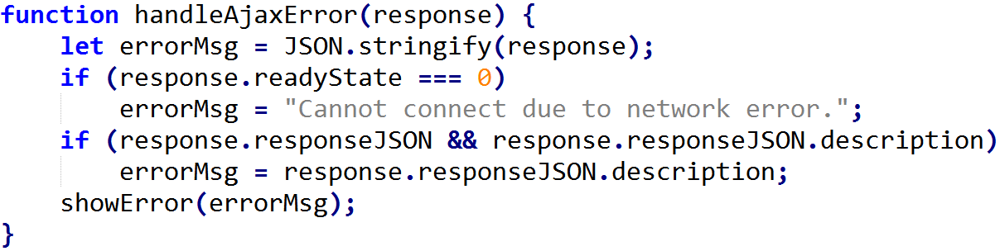 function handleAjaxError(response) {
    let errorMsg = JSON.stringify(response);
    if (response.readyState === 0)
        errorMsg = "Cannot connect due to network error.";
    if (response.responseJSON && response.responseJSON.description)
        errorMsg = response.responseJSON.description;
    showError(errorMsg);
}